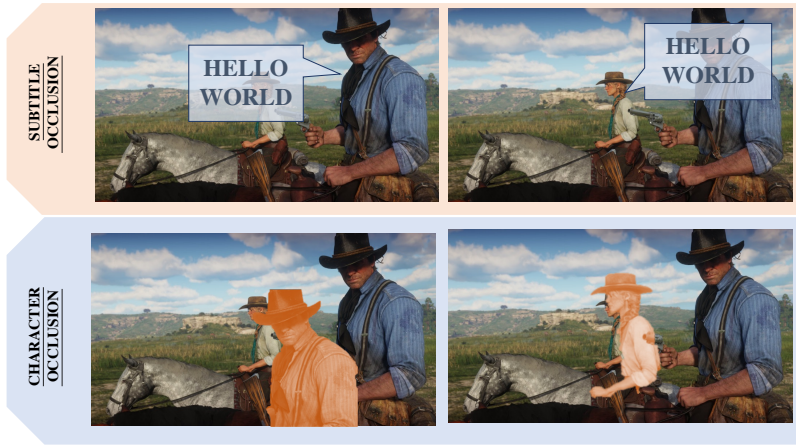 SUBTITLE
OCCLUSION
HELLO
WORLD
HELLO
WORLD
CHARACTER
OCCLUSION